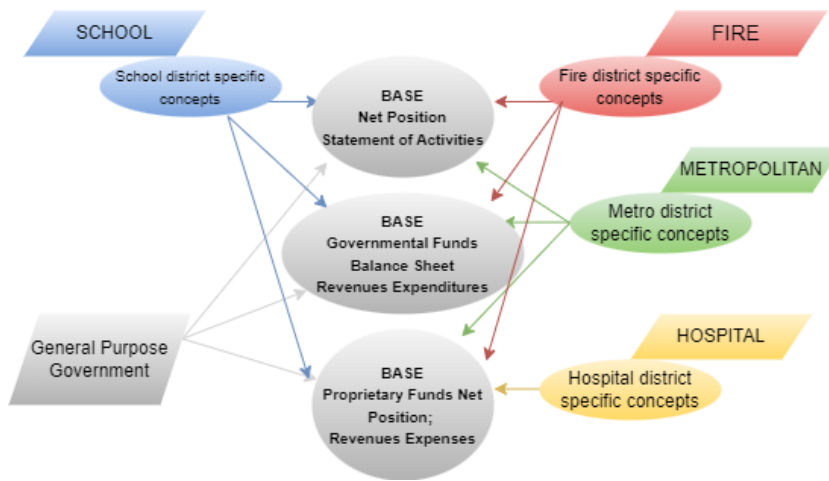 SCHOOL
School district specific
concepts
FIRE
Fire district specific
concepts
BASE
Net Position
Statement of Activities
METROPOLITAN
Metro district
specific concepts
BASE
Governmental Funds
Balance Sheet
Revenues Expenditures
General Purpose
Government
HOSPITAL
Hospital district
specific concepts
BASE
Proprietary Funds Net
Position;
Revenues Expenses